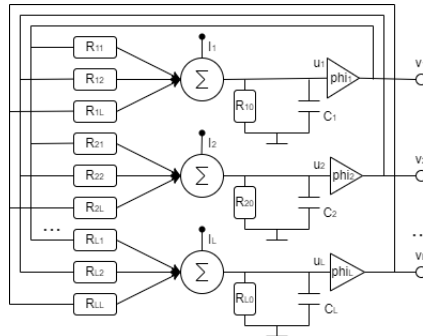 I1
R11
R12
R1L
Σ
u1
phi1
v
R10
C1
I2
R21
R22
R2L
Σ
u2
phi2
v2
R20
C2
...
...
IL
RL1
RL2
RLL
Σ
uL
phiL
v
RL0
CL